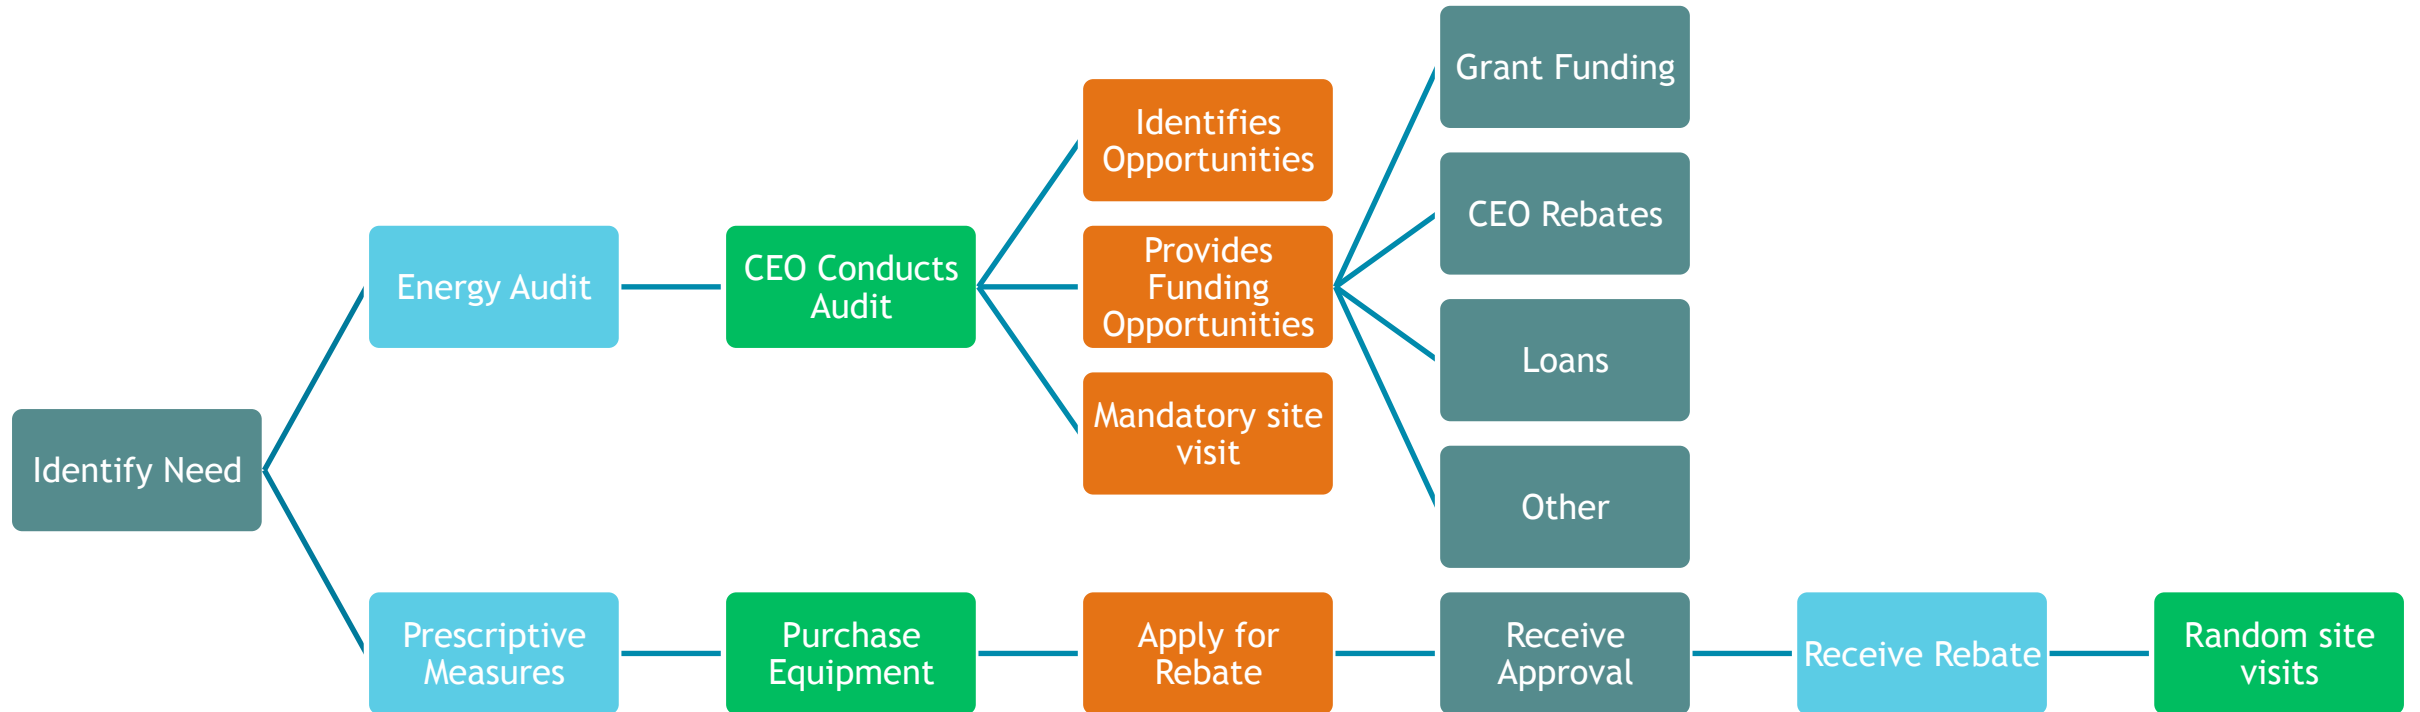 Identify Need
Energy Audit
CEO Conducts
Audit
Identifies
Opportunities
Provides
Funding
Opportunities
Mandatory site
visit
Grant Funding
CEO Rebates
Loans
Other
Prescriptive
Measures
Purchase
Equipment
Apply for
Rebate
Receive
Approval
Receive Rebate
Random site
visits